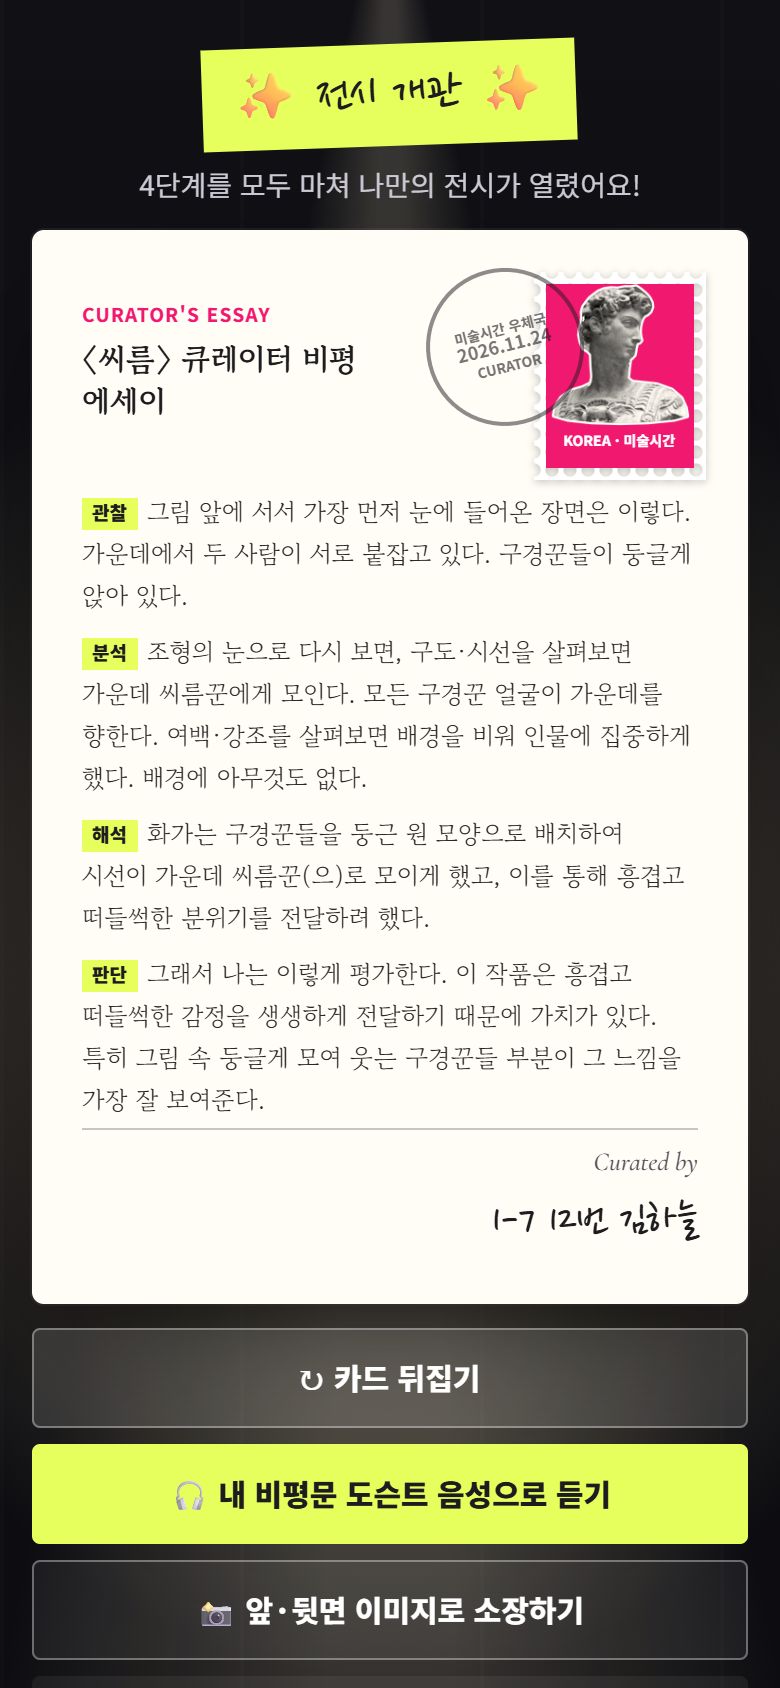 ✨ 전시 개관 ✨
4단계를 모두 마쳐 나만의 전시가 열렸어요!
CURATOR'S ESSAY
〈씨름〉 큐레이터 비평
에세이
미술시간 우체국
2026.11.24
CURATOR
KOREA · 미술시간
관찰 그림 앞에 서서 가장 먼저 눈에 들어온 장면은 이렇다.
가운데에서 두 사람이 서로 붙잡고 있다. 구경꾼들이 둥글게
앉아 있다.
분석 조형의 눈으로 다시 보면, 구도·시선을 살펴보면
가운데 씨름꾼에게 모인다. 모든 구경꾼 얼굴이 가운데를
향한다. 여백·강조를 살펴보면 배경을 비워 인물에 집중하게
했다. 배경에 아무것도 없다.
해석 화가는 구경꾼들을 둥근 원 모양으로 배치하여
시선이 가운데 씨름꾼(으)로 모이게 했고, 이를 통해 흥겹고
떠들썩한 분위기를 전달하려 했다.
판단 그래서 나는 이렇게 평가한다. 이 작품은 흥겹고
떠들썩한 감정을 생생하게 전달하기 때문에 가치가 있다.
특히 그림 속 둥글게 모여 웃는 구경꾼들 부분이 그 느낌을
가장 잘 보여준다.
Curated by
1-7 12번 김하늘
↻ 카드 뒤집기
🎧 내 비평문 도슨트 음성으로 듣기
📸 앞·뒷면 이미지로 소장하기